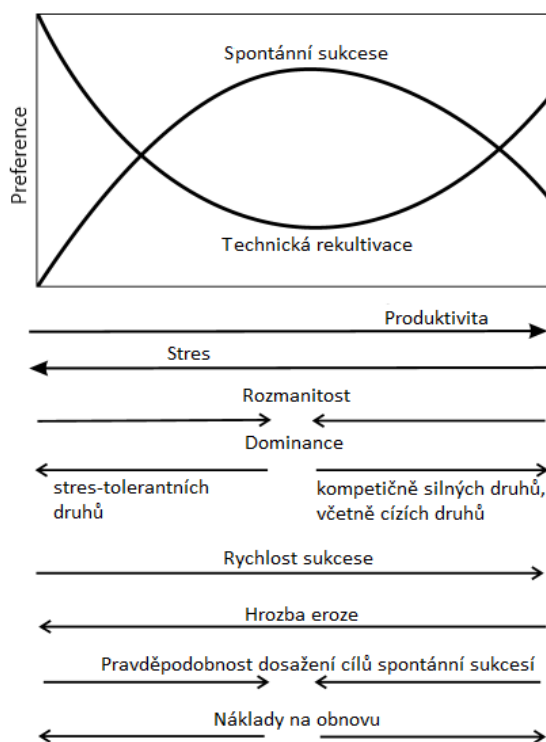 Spontánní sukcese
Preference
Technická rekultivace
Produktivita
Stres
Rozmanitost
Dominance
stres-tolerantních
druhů
kompetičně silných druhů,
včetně cízích druhů
Rychlost sukcese
Hrozba eroze
Pravděpodobnost dosažení cílů spontánní sukcesí
Náklady na obnovu